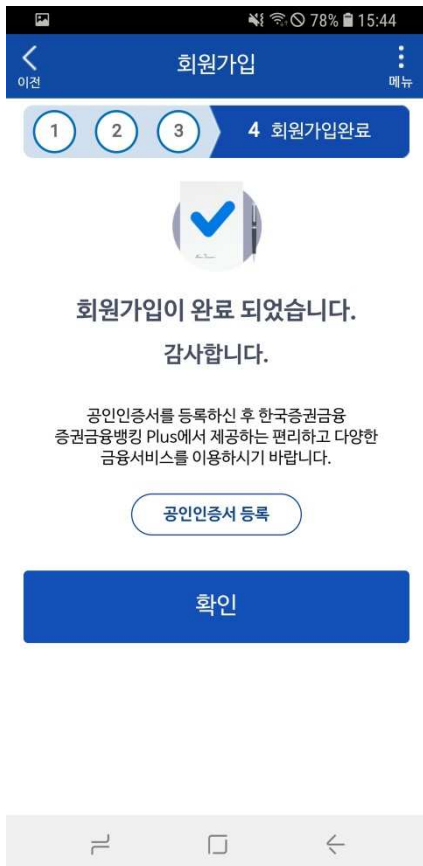 78% 15:44
이전
회원가입
메뉴
1 2 3 4 회원가입완료
회원가입이 완료 되었습니다.
감사합니다.
공인인증서를 등록하신 후 한국증권금융
증권금융뱅킹 Plus에서 제공하는 편리하고 다양한
금융서비스를 이용하시기 바랍니다.
공인인증서 등록
확인